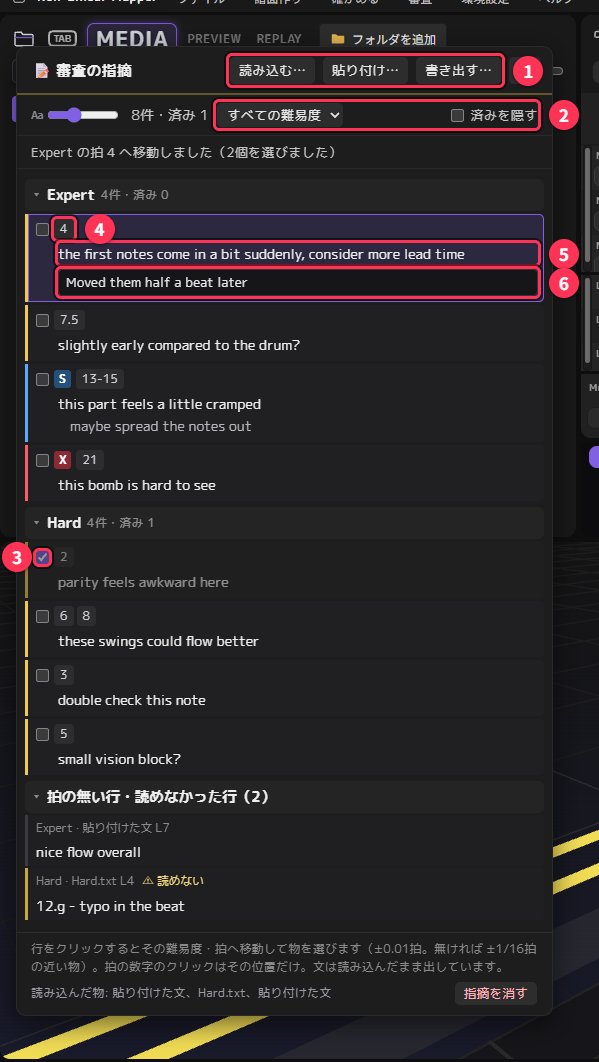 TAB MEDIA PREVIEW REPLAY フォルダを追加
審査の指摘 読み込む… 貼り付け… 書き出す… 1
Aa 8件・済み 1 すべての難易度 済みを隠す 2
Expert の拍 4 へ移動しました（2個を選びました）
Expert 4件・済み 0
4 4
the first notes come in a bit suddenly, consider more lead time 5
Moved them half a beat later 6
7.5
slightly early compared to the drum?
S 13-15
this part feels a little cramped
maybe spread the notes out
X 21
this bomb is hard to see
Hard 4件・済み 1
3 2
parity feels awkward here
6 8
these swings could flow better
3
double check this note
5
small vision block?
拍の無い行・読めなかった行（2）
Expert · 貼り付けた文 L7
nice flow overall
Hard · Hard.txt L4 ⚠ 読めない
12.g - typo in the beat
行をクリックするとその難易度・拍へ移動して物を選びます（±0.01拍。無ければ ±1/16拍
の近い物）。拍の数字のクリックはその位置だけ。文は読み込んだまま出しています。
読み込んだ物: 貼り付けた文、Hard.txt、貼り付けた文 指摘を消す